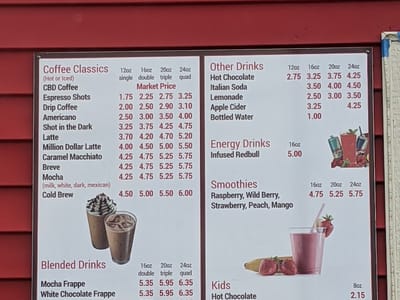 Coffee Classics 12oz 16oz 20oz 24oz
(Hot or Iced) single double triple quad
CBD Coffee Market Price
Espresso Shots 1.75 2.25 2.75 3.25
Drip Coffee 2.00 2.50 2.90 3.10
Americano 2.50 3.00 3.50 4.00
Shot in the Dark 3.25 3.75 4.25 4.75
Latte 3.70 4.20 4.70 5.20
Million Dollar Latte 4.00 4.50 5.00 5.50
Caramel Macchiato 4.25 4.75 5.25 5.75
Breve 4.25 4.75 5.25 5.75
Mocha 4.25 4.75 5.25 5.75
(milk, white, dark, mexican)
Cold Brew 4.50 5.00 5.50 6.00
Blended Drinks 16oz 20oz 24oz
double triple quad
Mocha Frappe 5.35 5.95 6.35
White Chocolate Frappe 5.35 5.95 6.35
Other Drinks 12oz 16oz 20oz 24oz
Hot Chocolate 2.75 3.25 3.75 4.25
Italian Soda 3.50 4.00 4.50
Lemonade 2.50 3.00 3.50
Apple Cider 3.25 4.25
Bottled Water 1.00
Energy Drinks 16oz
Infused Redbull 5.00
Smoothies 16oz 20oz 24oz
Raspberry, Wild Berry, 4.75 5.25 5.75
Strawberry, Peach, Mango
Kids 8oz
Hot Chocolate 2.15